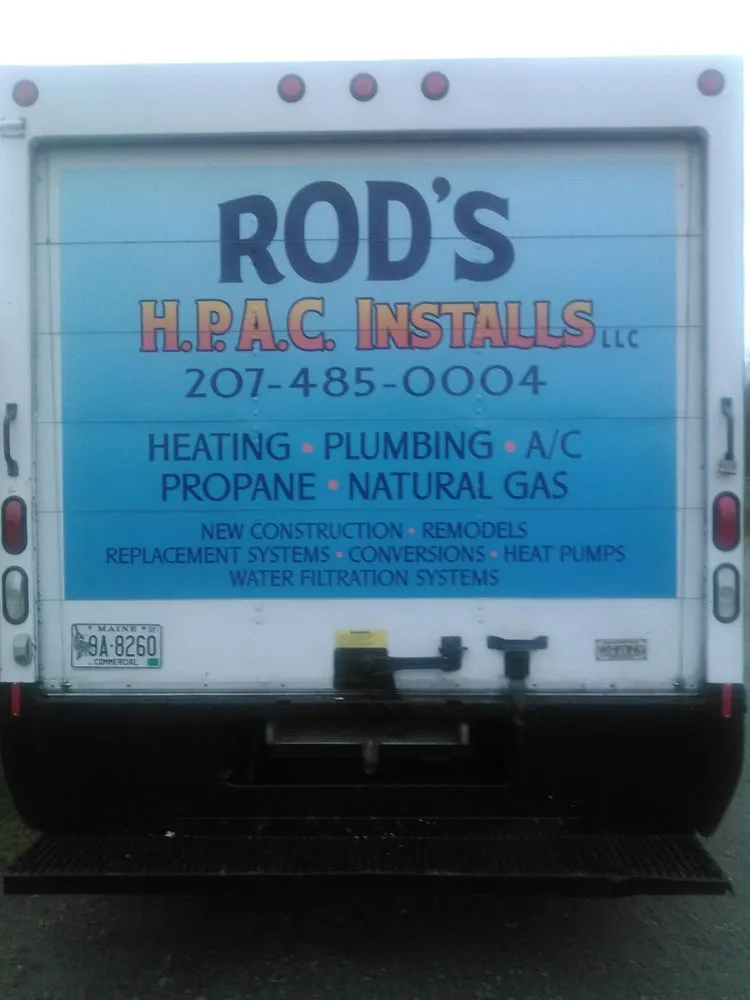 ROD'S
H.P.A.C. INSTALLS LLC
207-485-0004
HEATING • PLUMBING • A/C
PROPANE • NATURAL GAS
NEW CONSTRUCTION • REMODELS
REPLACEMENT SYSTEMS • CONVERSIONS • HEAT PUMPS
WATER FILTRATION SYSTEMS
MAINE
9A-8260
COMMERCIAL
WHITING